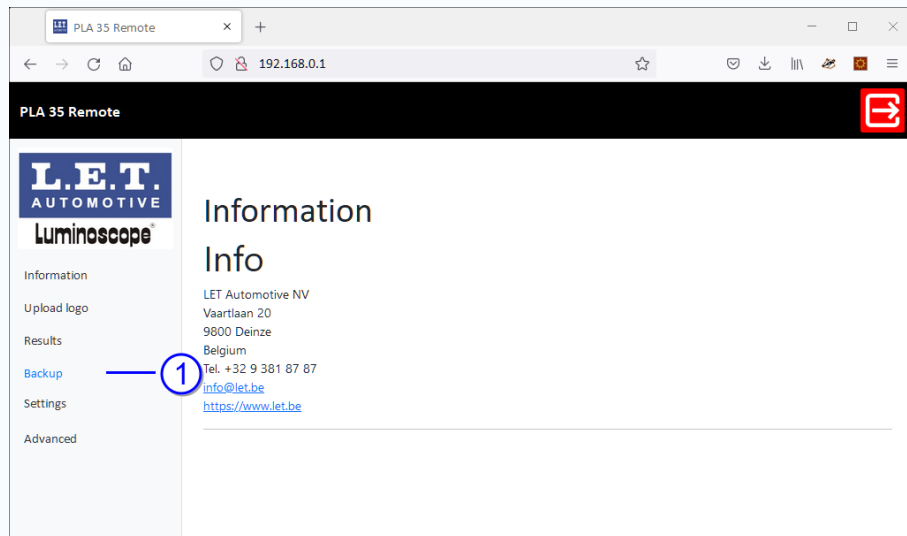 PLA 35 Remote
192.168.0.1
PLA 35 Remote
L.E.T.
AUTOMOTIVE
Luminoscope®
Information
Upload logo
Results
Backup
Settings
Advanced
1
Information
Info
LET Automotive NV
Vaartlaan 20
9800 Deinze
Belgium
Tel. +32 9 381 87 87
info@let.be
https://www.let.be